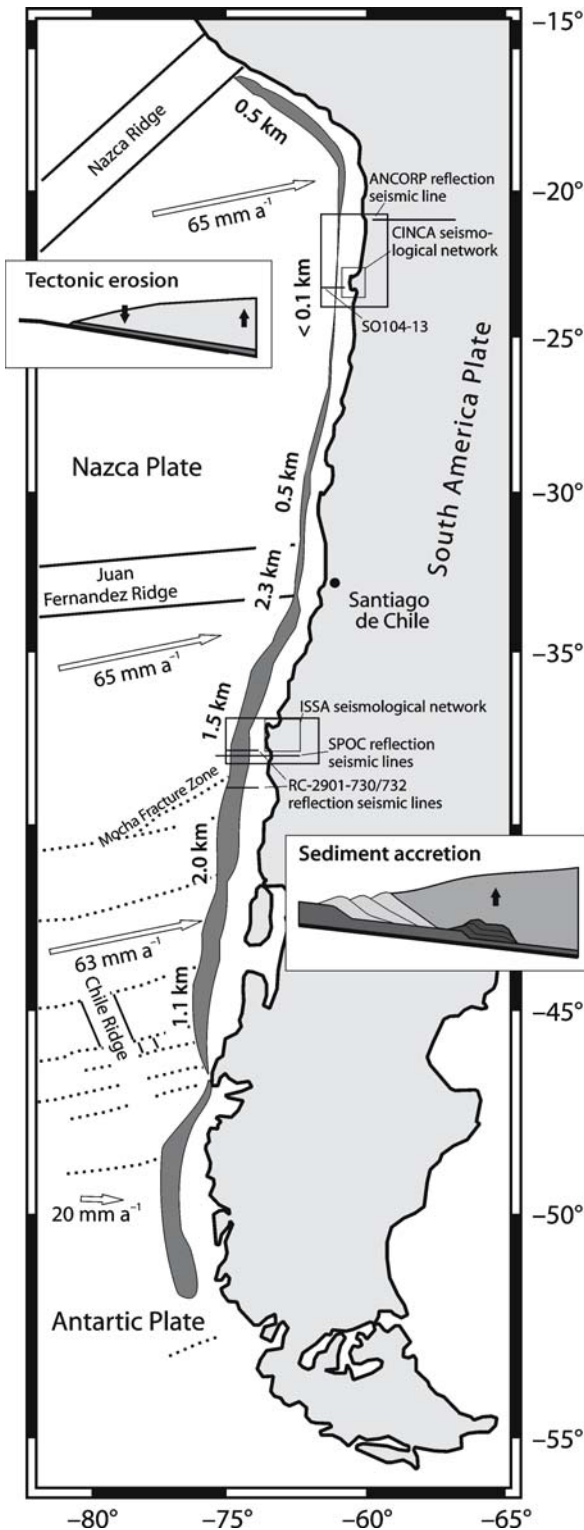 −15°
0.5 km
Nazca Ridge
ANCORP reflection
seismic line
−20°
65 mm a⁻¹
CINCA seismo-
logical network
Tectonic erosion
< 0.1 km
SO104-13
−25°
South America Plate
Nazca Plate
0.5 km
−30°
Juan
Fernandez Ridge
2.3 km
Santiago
de Chile
65 mm a⁻¹
−35°
1.5 km
ISSA seismological network
SPOC reflection
seismic lines
RC-2901-730/732
reflection seismic lines
Mocha Fracture Zone
2.0 km
Sediment accretion
63 mm a⁻¹
Chile Ridge
1.1 km
−45°
20 mm a⁻¹
−50°
Antartic Plate
−55°
−80°
−75°
−60°
−65°